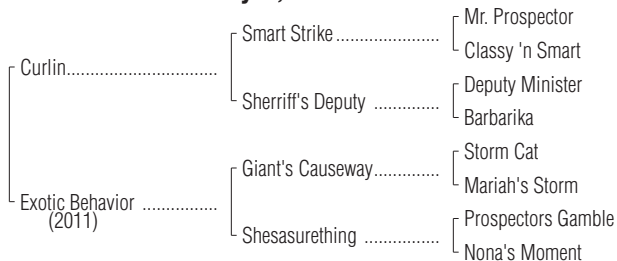 Mr. Prospector
Smart Strike
Classy 'n Smart
Curlin
Deputy Minister
Sherriff's Deputy
Barbarika
Storm Cat
Giant's Causeway
Mariah's Storm
Exotic Behavior
(2011)
Prospectors Gamble
Shesasurething
Nona's Moment